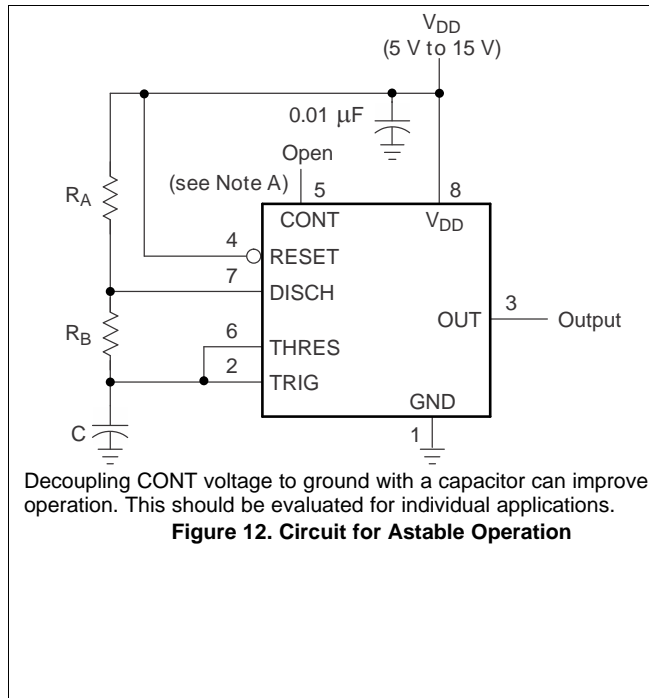 VDD
(5 V to 15 V)
0.01 μF
Open
(see Note A)
5
8
RA
CONT
VDD
4
RESET
7
DISCH
3
OUT
Output
RB
6
THRES
2
TRIG
GND
C
1
Decoupling CONT voltage to ground with a capacitor can improve
operation. This should be evaluated for individual applications.
Figure 12. Circuit for Astable Operation